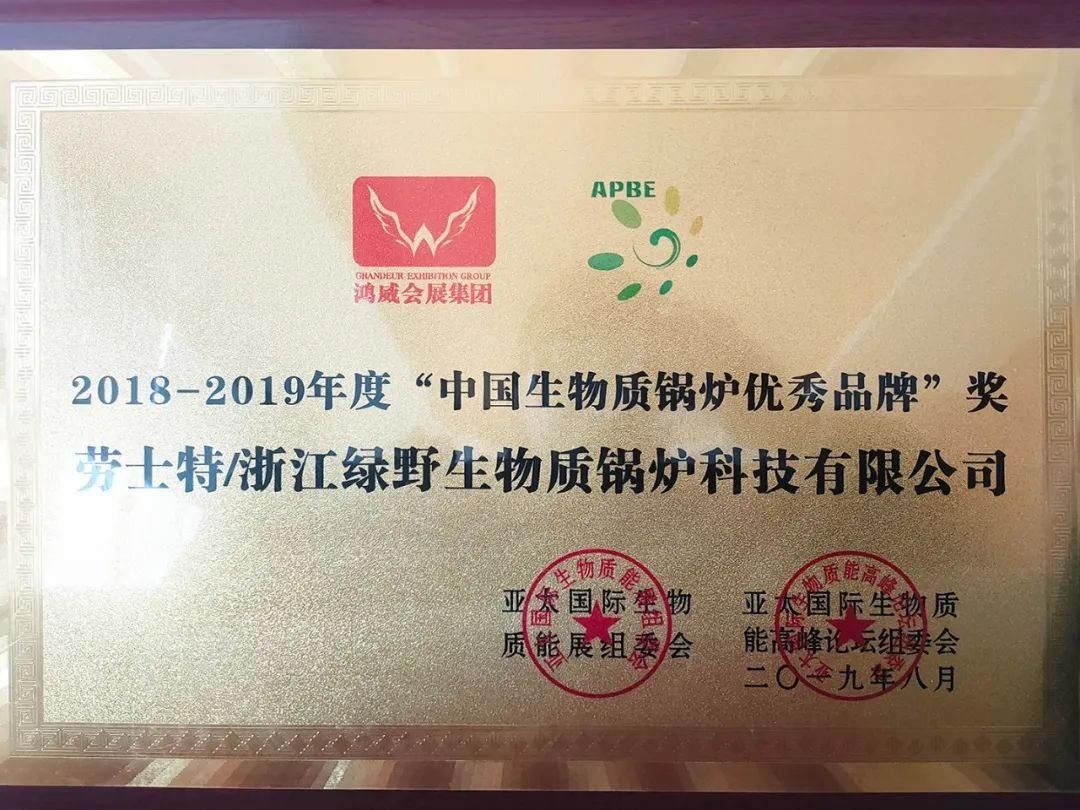 APBE
GRANDEUR EXHIBITION GROUP
鸿威会展集团
2018-2019年度“中国生物质锅炉优秀品牌”奖
劳士特/浙江绿野生物质锅炉科技有限公司
亚太国际生物
质能展组委会
亚太国际生物质
能高峰论坛组委会
二〇一九年八月